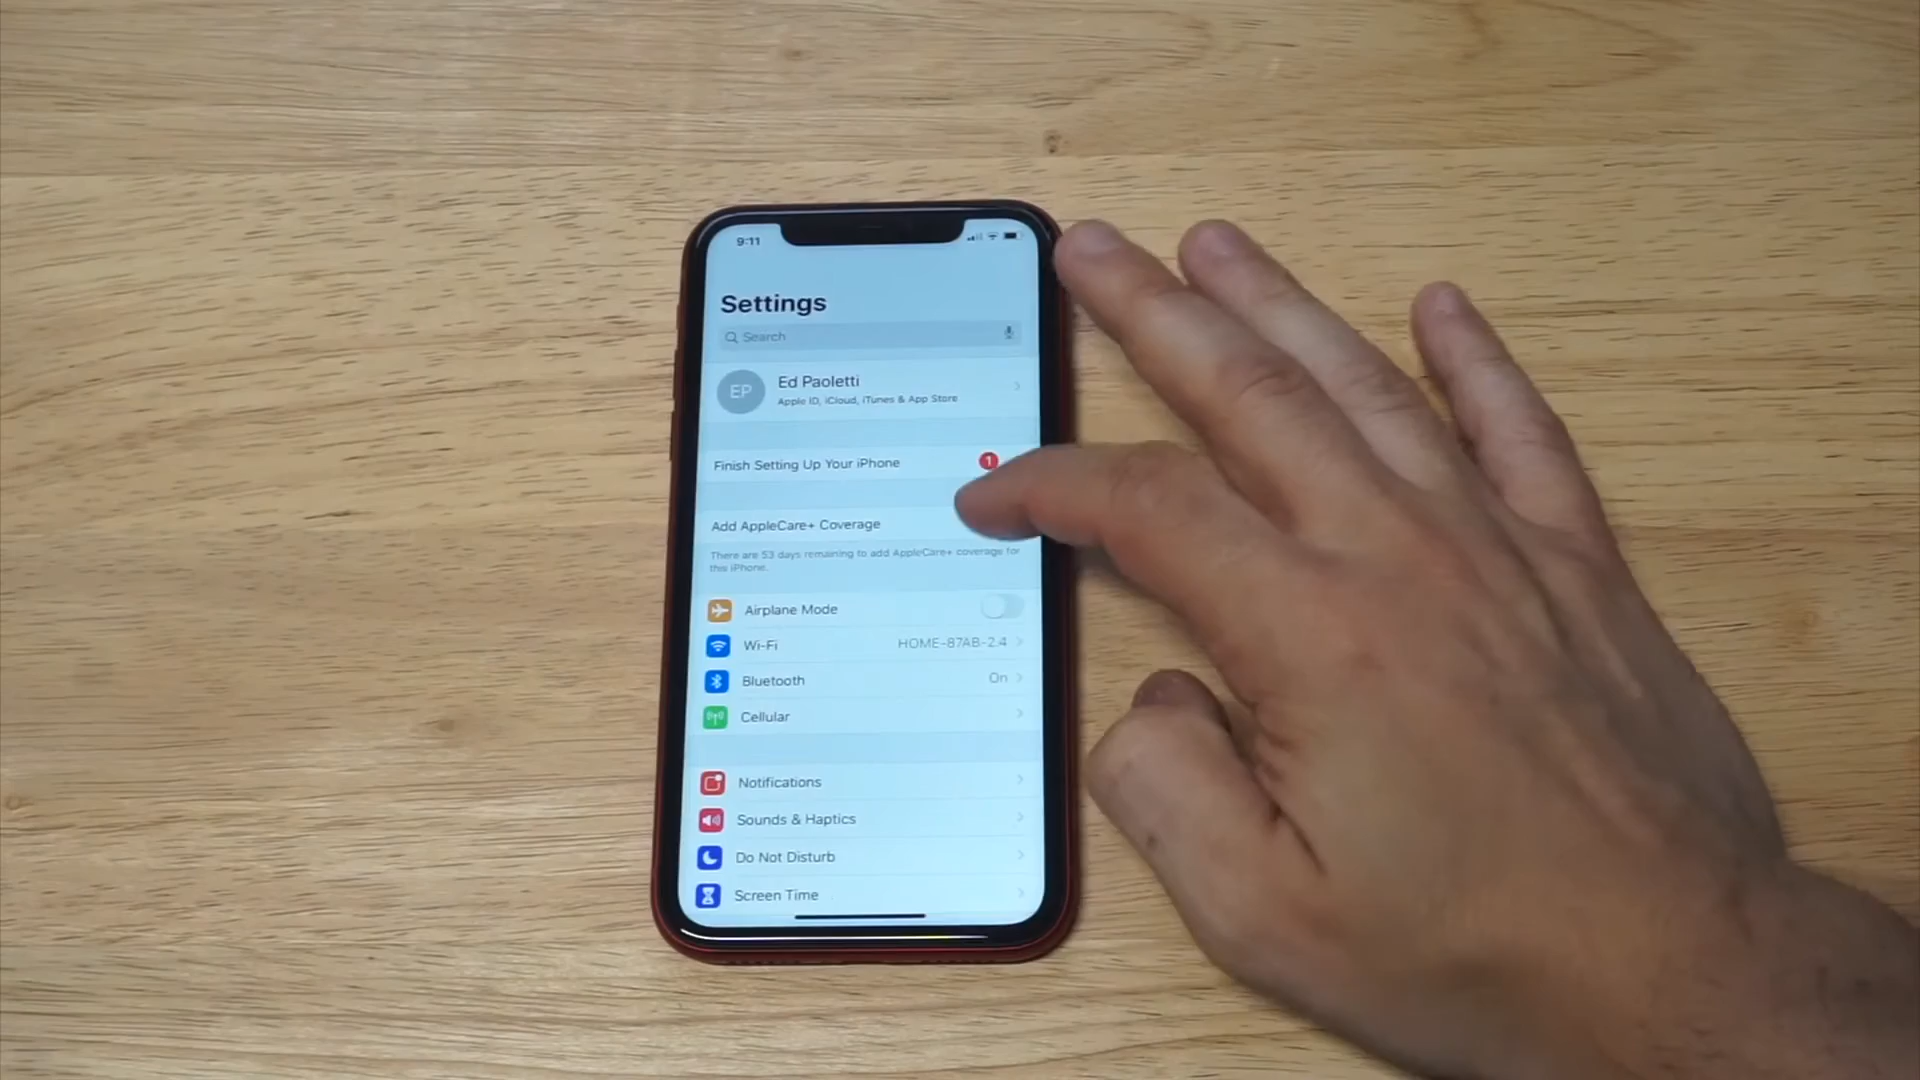 9:11
Settings
Search
EP
Ed Paoletti
Apple ID, iCloud, iTunes & App Store
Finish Setting Up Your iPhone
1
Add AppleCare+ Coverage
There are 53 days remaining to add AppleCare+ coverage for
this iPhone.
Airplane Mode
Wi-Fi HOME-87AB-2.4
Bluetooth On
Cellular
Notifications
Sounds & Haptics
Do Not Disturb
Screen Time